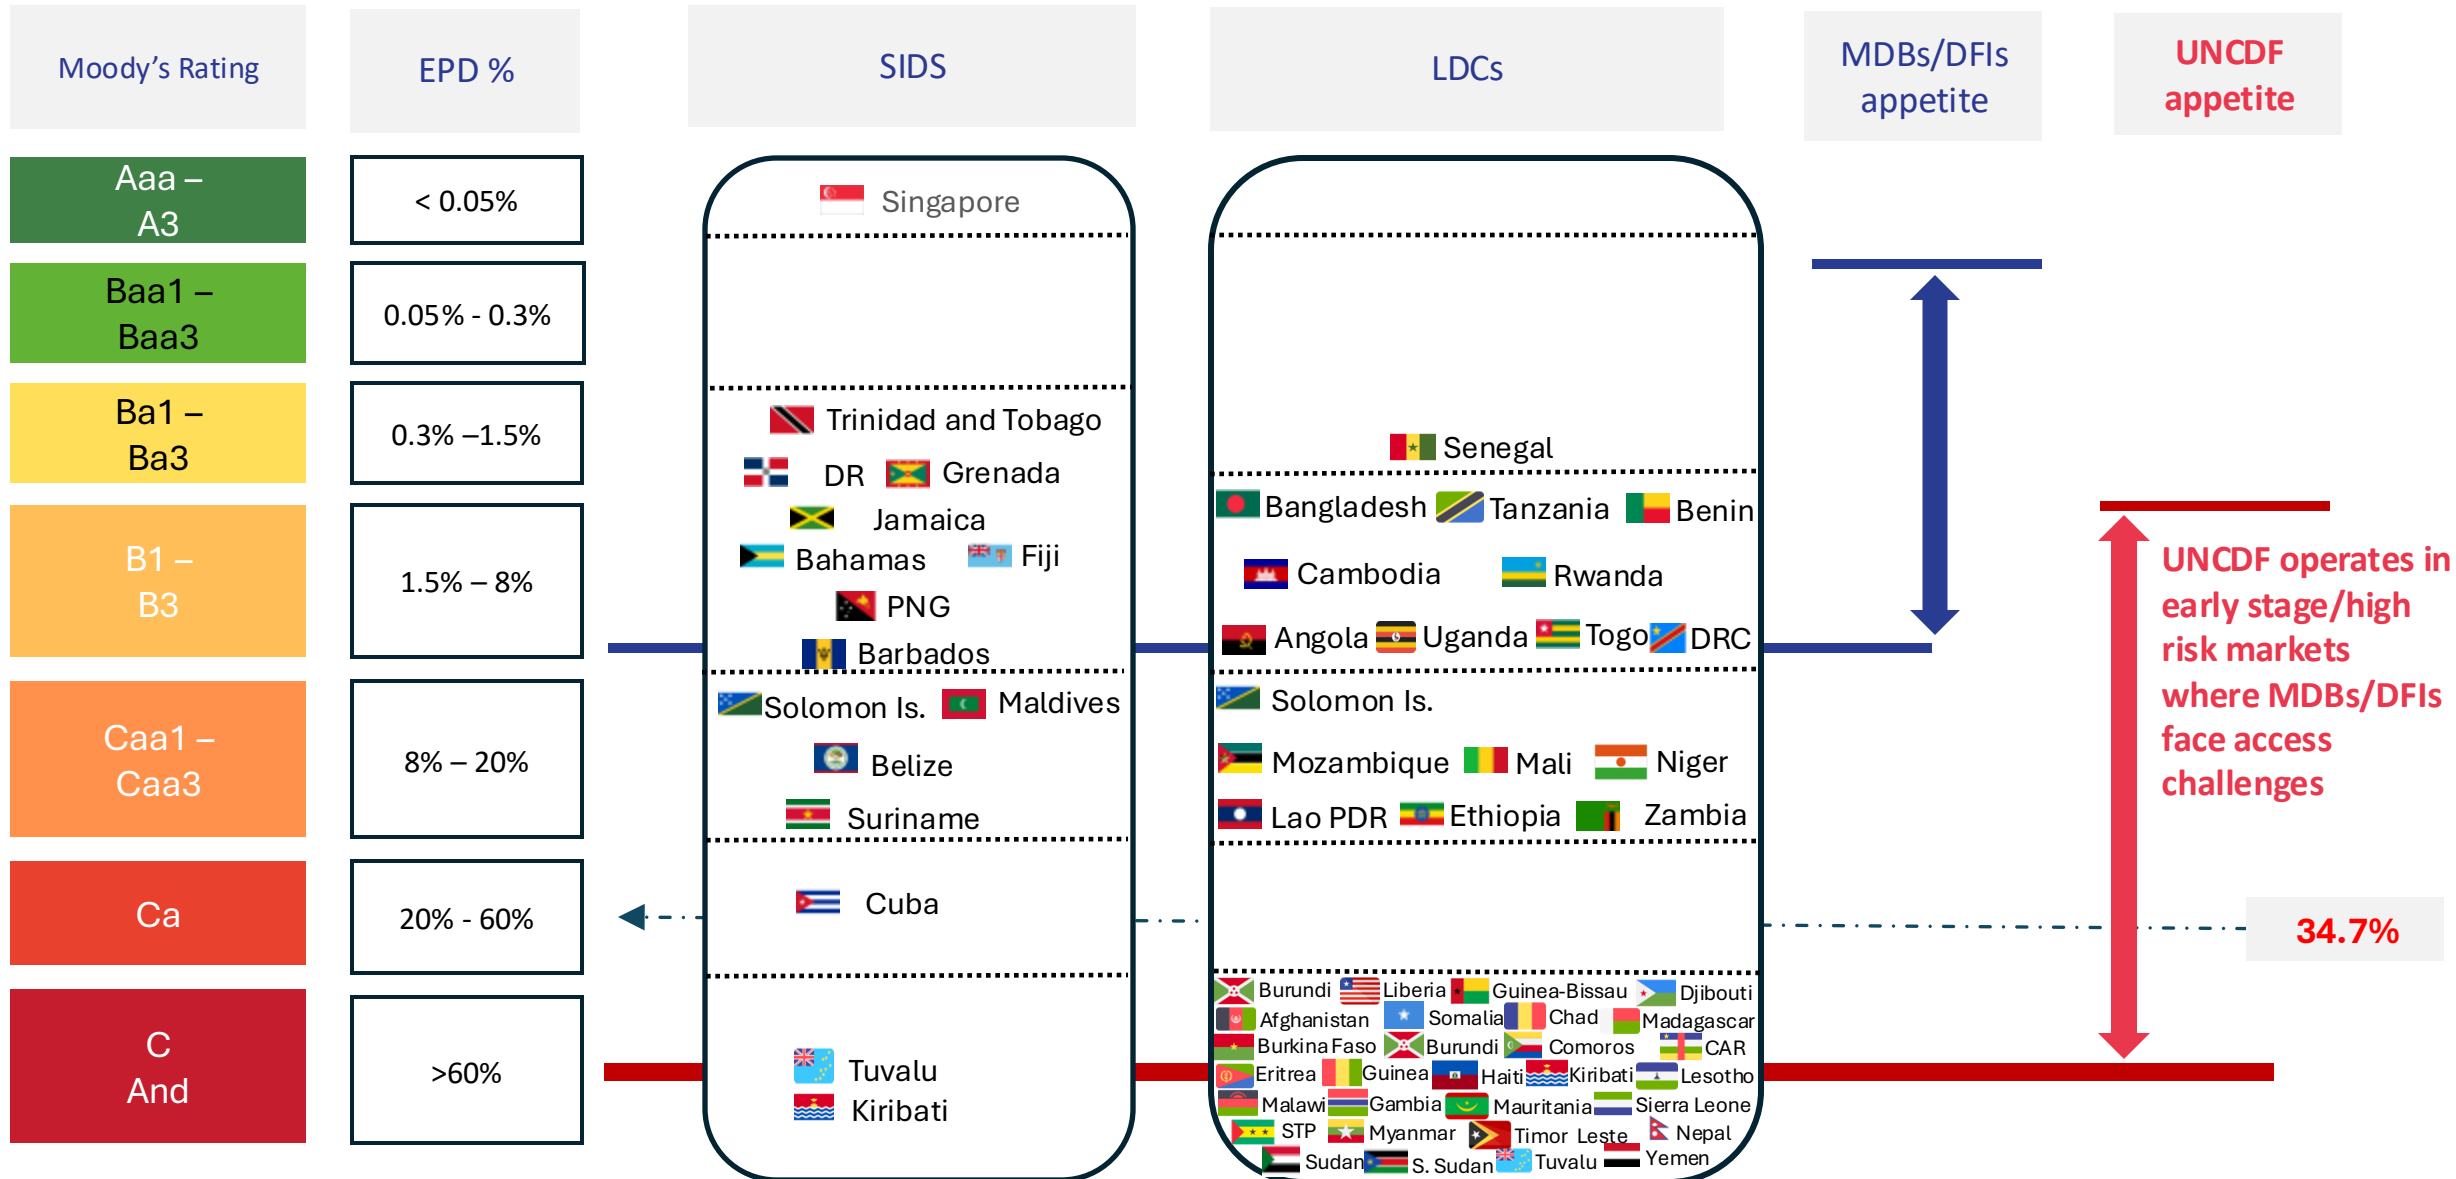 Moody's Rating
EPD %
SIDS
LDCs
MDBs/DFIs
appetite
UNCDF
appetite
Aaa –
A3
< 0.05%
Singapore
Baa1 –
Baa3
0.05% - 0.3%
Ba1 –
Ba3
0.3% –1.5%
Trinidad and Tobago
DR Grenada
Jamaica
Senegal
B1 –
B3
1.5% – 8%
Bahamas Fiji
PNG
Barbados
Bangladesh Tanzania Benin
Cambodia Rwanda
Angola Uganda Togo DRC
UNCDF operates in
early stage/high
risk markets
where MDBs/DFIs
face access
challenges
Caa1 –
Caa3
8% – 20%
Solomon Is. Maldives
Belize
Suriname
Solomon Is.
Mozambique Mali Niger
Lao PDR Ethiopia Zambia
Ca
20% - 60%
Cuba
34.7%
C
And
>60%
Tuvalu
Kiribati
Burundi Liberia Guinea-Bissau Djibouti
Afghanistan Somalia Chad Madagascar
Burkina Faso Burundi Comoros CAR
Eritrea Guinea Haiti Kiribati Lesotho
Malawi Gambia Mauritania Sierra Leone
STP Myanmar Timor Leste Nepal
Sudan S. Sudan Tuvalu Yemen